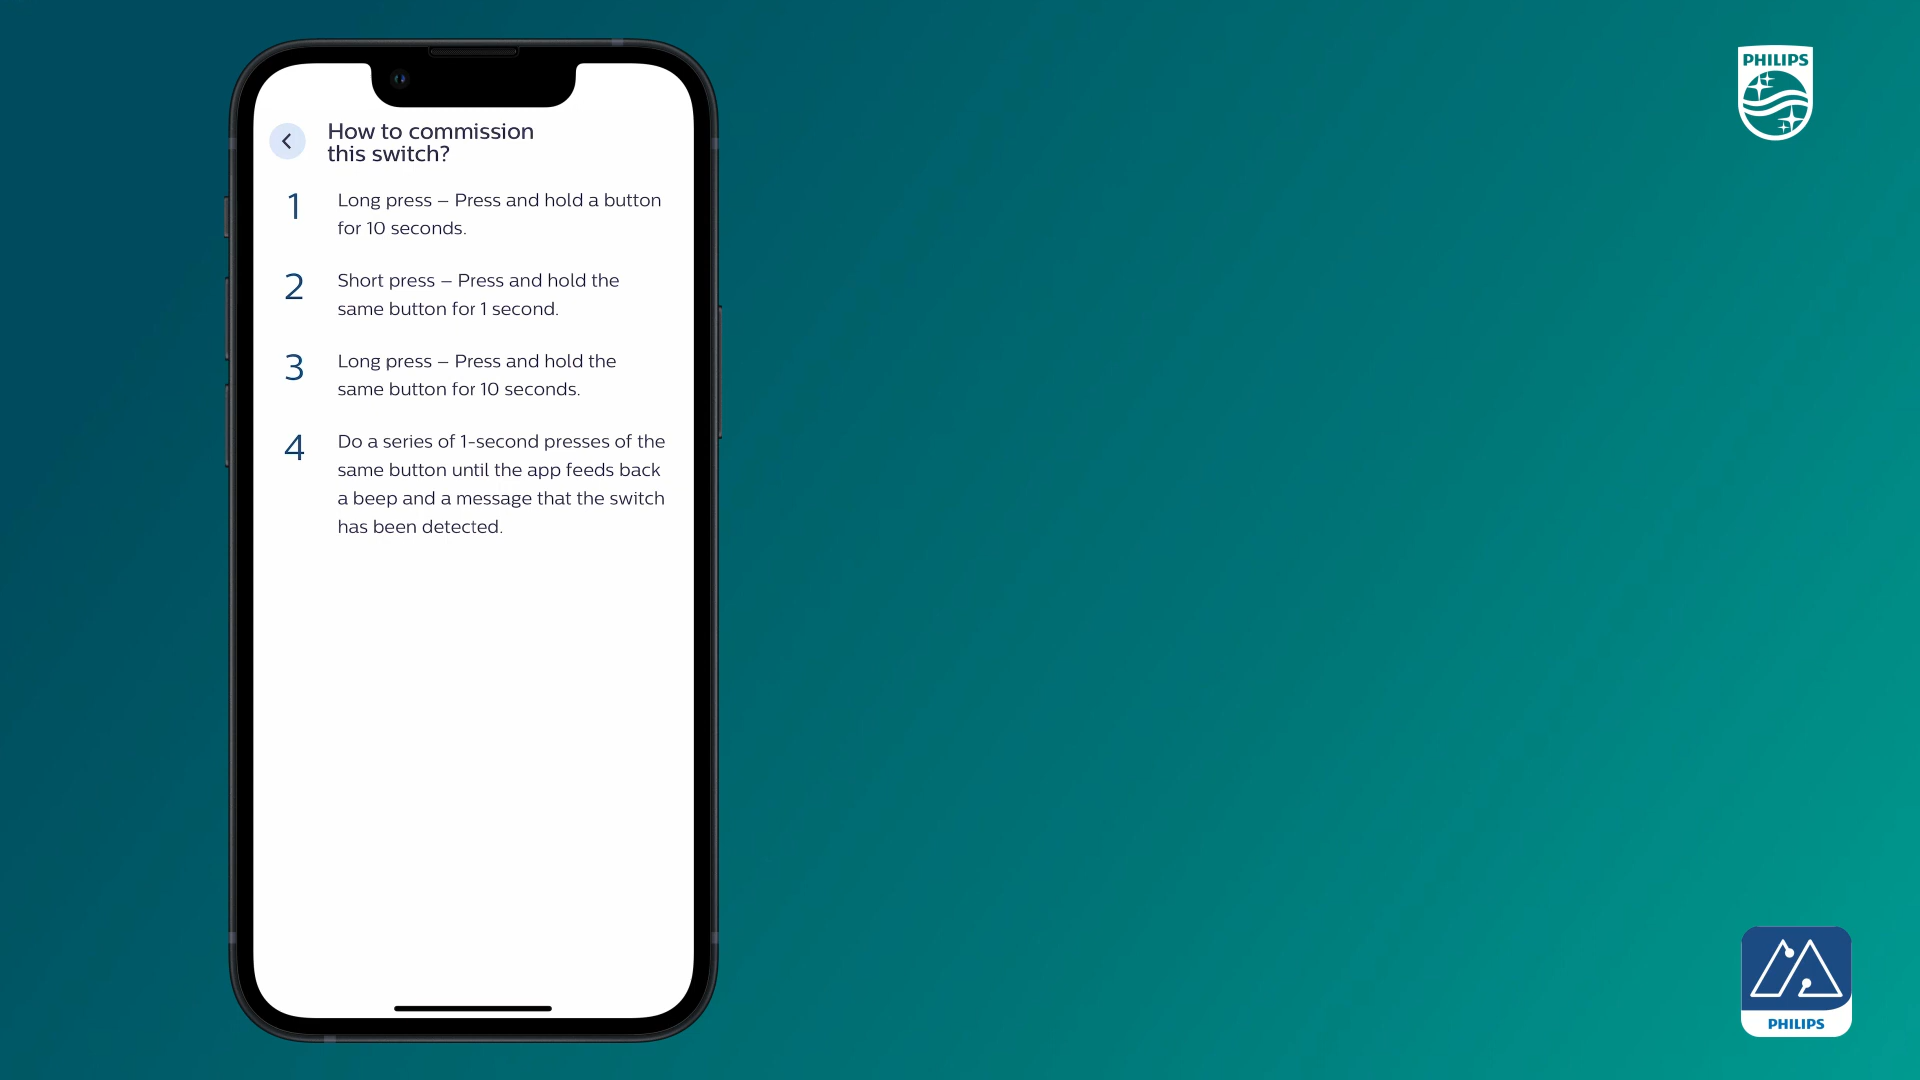 PHILIPS
How to commission
this switch?
1
Long press – Press and hold a button
for 10 seconds.
2
Short press – Press and hold the
same button for 1 second.
3
Long press – Press and hold the
same button for 10 seconds.
4
Do a series of 1-second presses of the
same button until the app feeds back
a beep and a message that the switch
has been detected.
PHILIPS